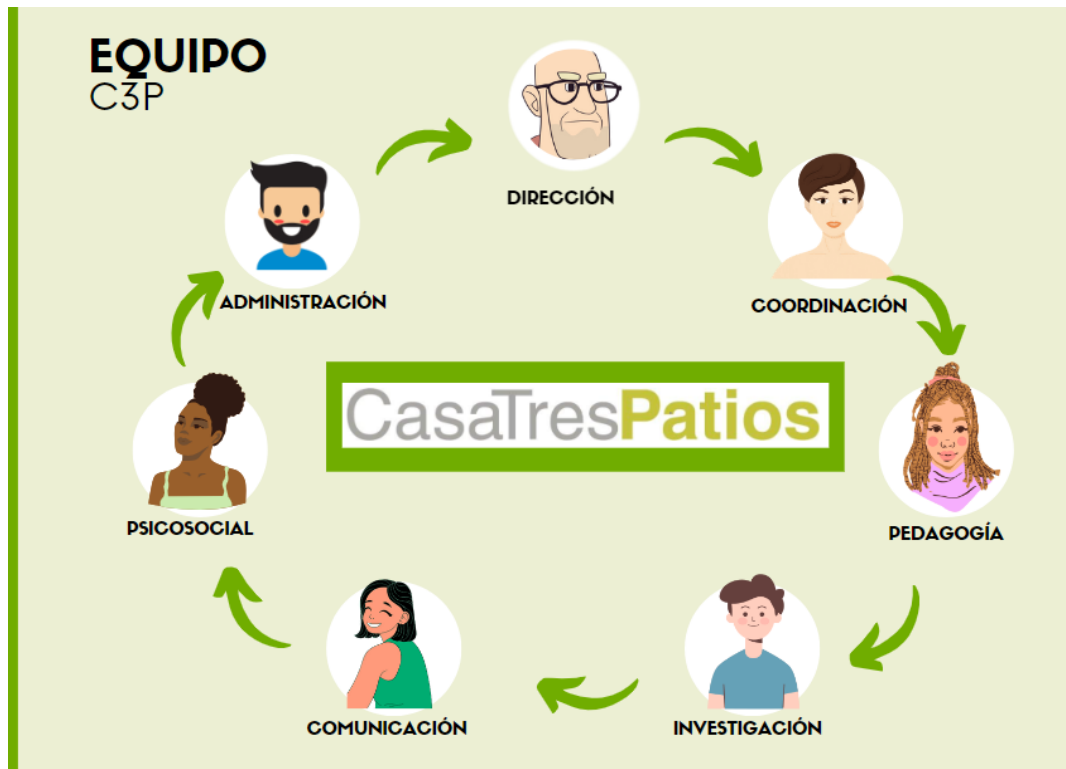 EQUIPO
C3P
DIRECCIÓN
COORDINACIÓN
ADMINISTRACIÓN
CasaTresPatios
PSICOSOCIAL
PEDAGOGÍA
COMUNICACIÓN
INVESTIGACIÓN